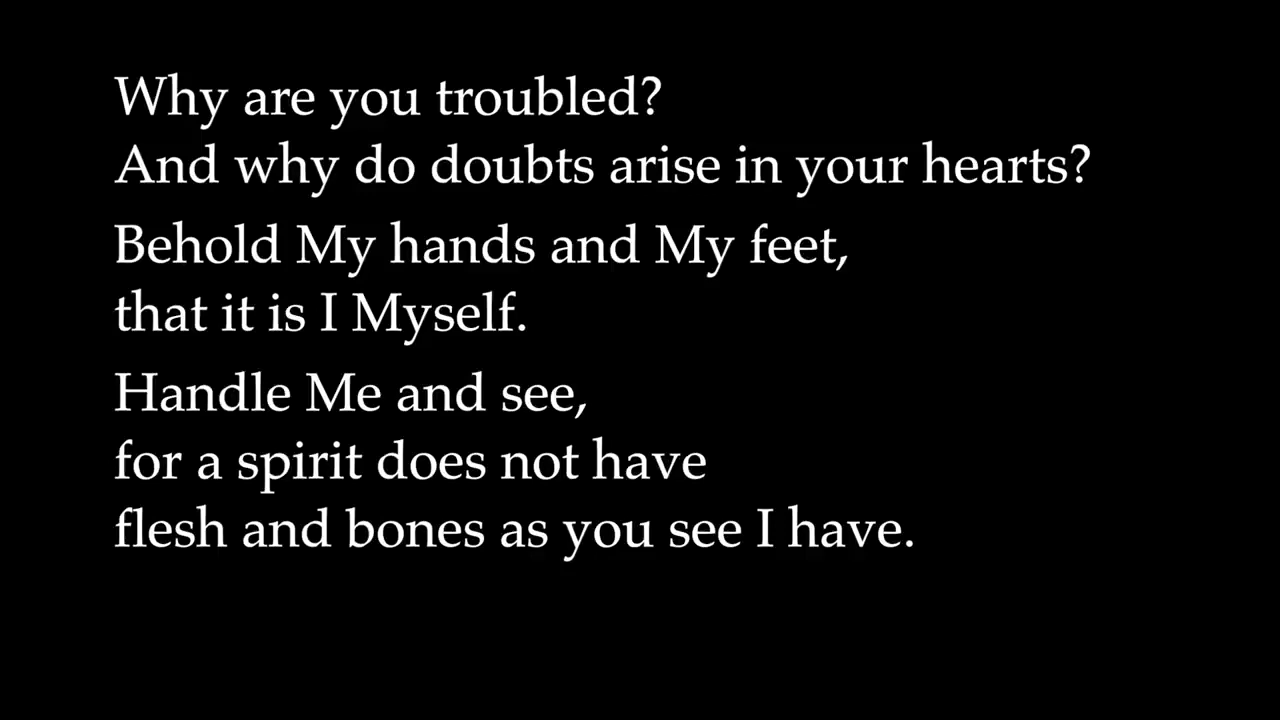 Why are you troubled?
And why do doubts arise in your hearts?
Behold My hands and My feet,
that it is I Myself.
Handle Me and see,
for a spirit does not have
flesh and bones as you see I have.